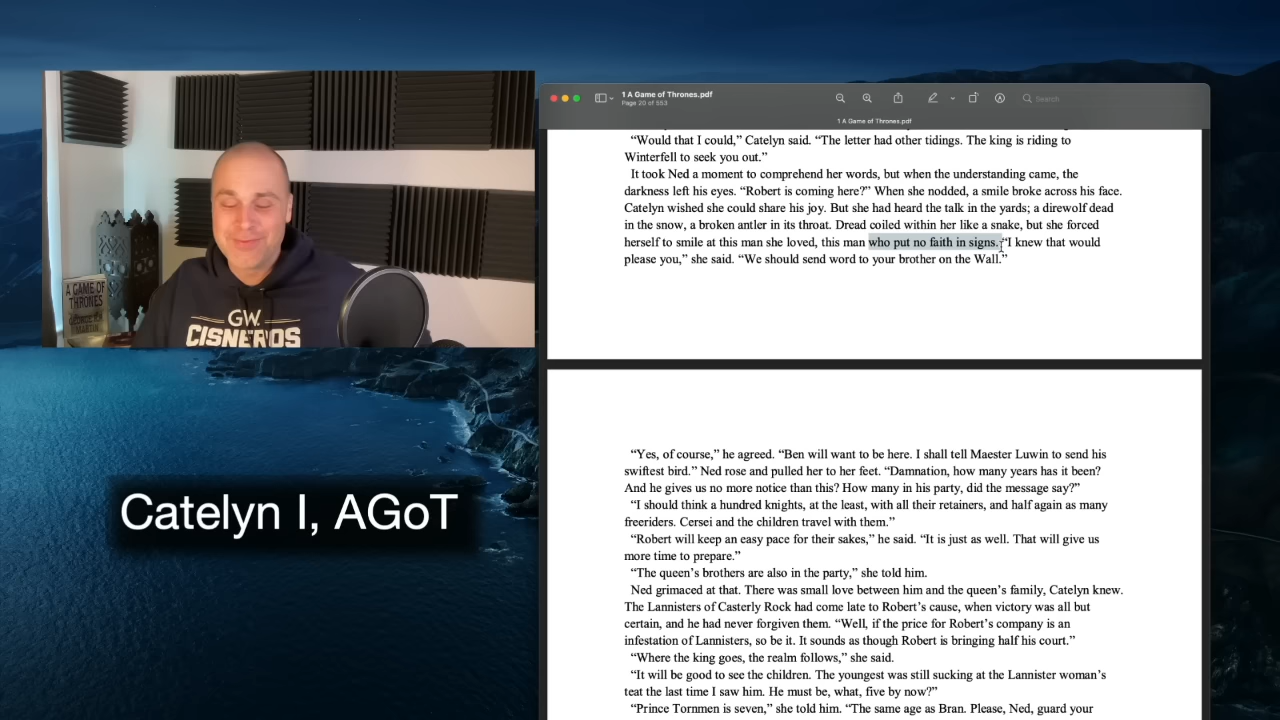 A GAME OF
THRONES
GEORGE R.R.
MARTIN
GW.
CISNEROS
Catelyn I, AGoT
1 A Game of Thrones.pdf
Page 20 of 553
Search
1 A Game of Thrones.pdf
“Would that I could,” Catelyn said. “The letter had other tidings. The king is riding to
Winterfell to seek you out.”
It took Ned a moment to comprehend her words, but when the understanding came, the
darkness left his eyes. “Robert is coming here?” When she nodded, a smile broke across his face.
Catelyn wished she could share his joy. But she had heard the talk in the yards; a direwolf dead
in the snow, a broken antler in its throat. Dread coiled within her like a snake, but she forced
herself to smile at this man she loved, this man who put no faith in signs. “I knew that would
please you,” she said. “We should send word to your brother on the Wall.”
“Yes, of course,” he agreed. “Ben will want to be here. I shall tell Maester Luwin to send his
swiftest bird.” Ned rose and pulled her to her feet. “Damnation, how many years has it been?
And he gives us no more notice than this? How many in his party, did the message say?”
“I should think a hundred knights, at the least, with all their retainers, and half again as many
freeriders. Cersei and the children travel with them.”
“Robert will keep an easy pace for their sakes,” he said. “It is just as well. That will give us
more time to prepare.”
“The queen’s brothers are also in the party,” she told him.
Ned grimaced at that. There was small love between him and the queen’s family, Catelyn knew.
The Lannisters of Casterly Rock had come late to Robert’s cause, when victory was all but
certain, and he had never forgiven them. “Well, if the price for Robert’s company is an
infestation of Lannisters, so be it. It sounds as though Robert is bringing half his court.”
“Where the king goes, the realm follows,” she said.
“It will be good to see the children. The youngest was still sucking at the Lannister woman’s
teat the last time I saw him. He must be, what, five by now?”
“Prince Tommen is seven,” she told him. “The same age as Bran. Please, Ned, guard your